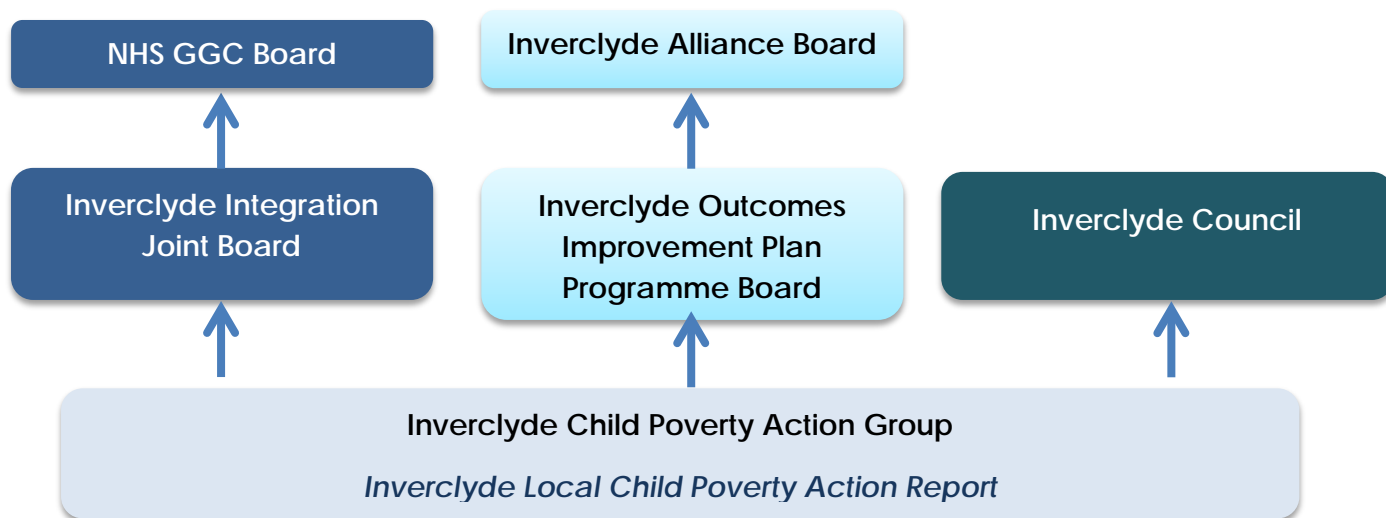 NHS GGC Board
Inverclyde Alliance Board
Inverclyde Integration
Joint Board
Inverclyde Outcomes
Improvement Plan
Programme Board
Inverclyde Council
Inverclyde Child Poverty Action Group
Inverclyde Local Child Poverty Action Report